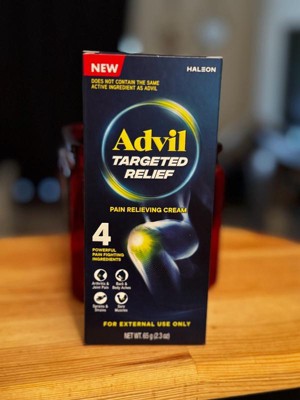 NEW
HALEON
DOES NOT CONTAIN THE SAME
ACTIVE INGREDIENT AS ADVIL
Advil
TARGETED
RELIEF
PAIN RELIEVING CREAM
4
POWERFUL
PAIN FIGHTING
INGREDIENTS
Arthritis &
Joint Pain
Back &
Body Aches
Sprains &
Strains
Sore
Muscles
FOR EXTERNAL USE ONLY
NET WT. 65 g (2.3 oz)